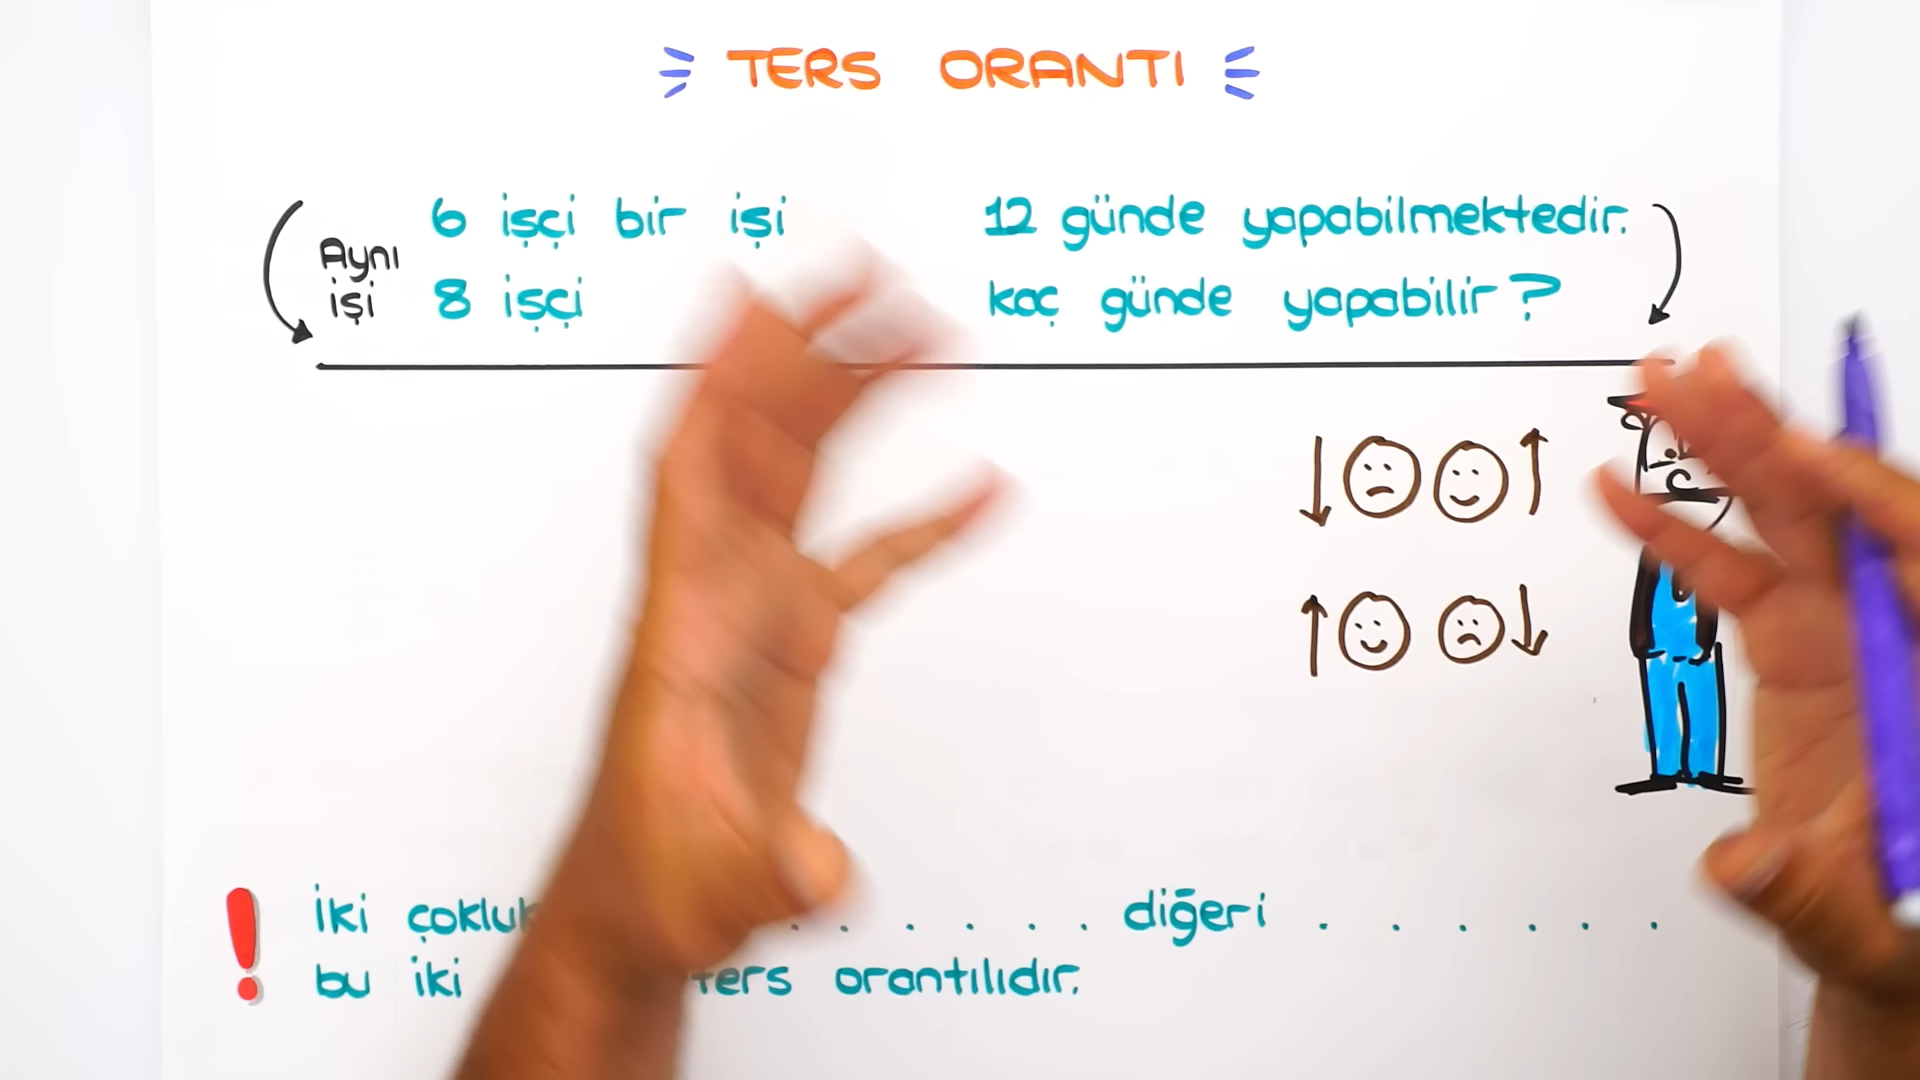 TERS ORANTI
6 işçi bir işi 12 günde yapabilmektedir.
Aynı işi 8 işçi kaç günde yapabilir?
İki . . . . . . diğeri . . . . . .
bu iki ters orantılıdır.